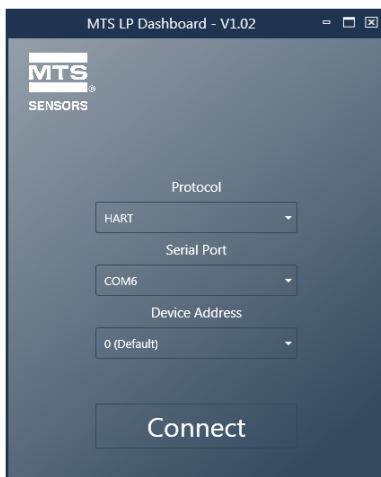 MTS LP Dashboard - V1.02
MTS
®
SENSORS
Protocol
HART
Serial Port
COM6
Device Address
0 (Default)
Connect